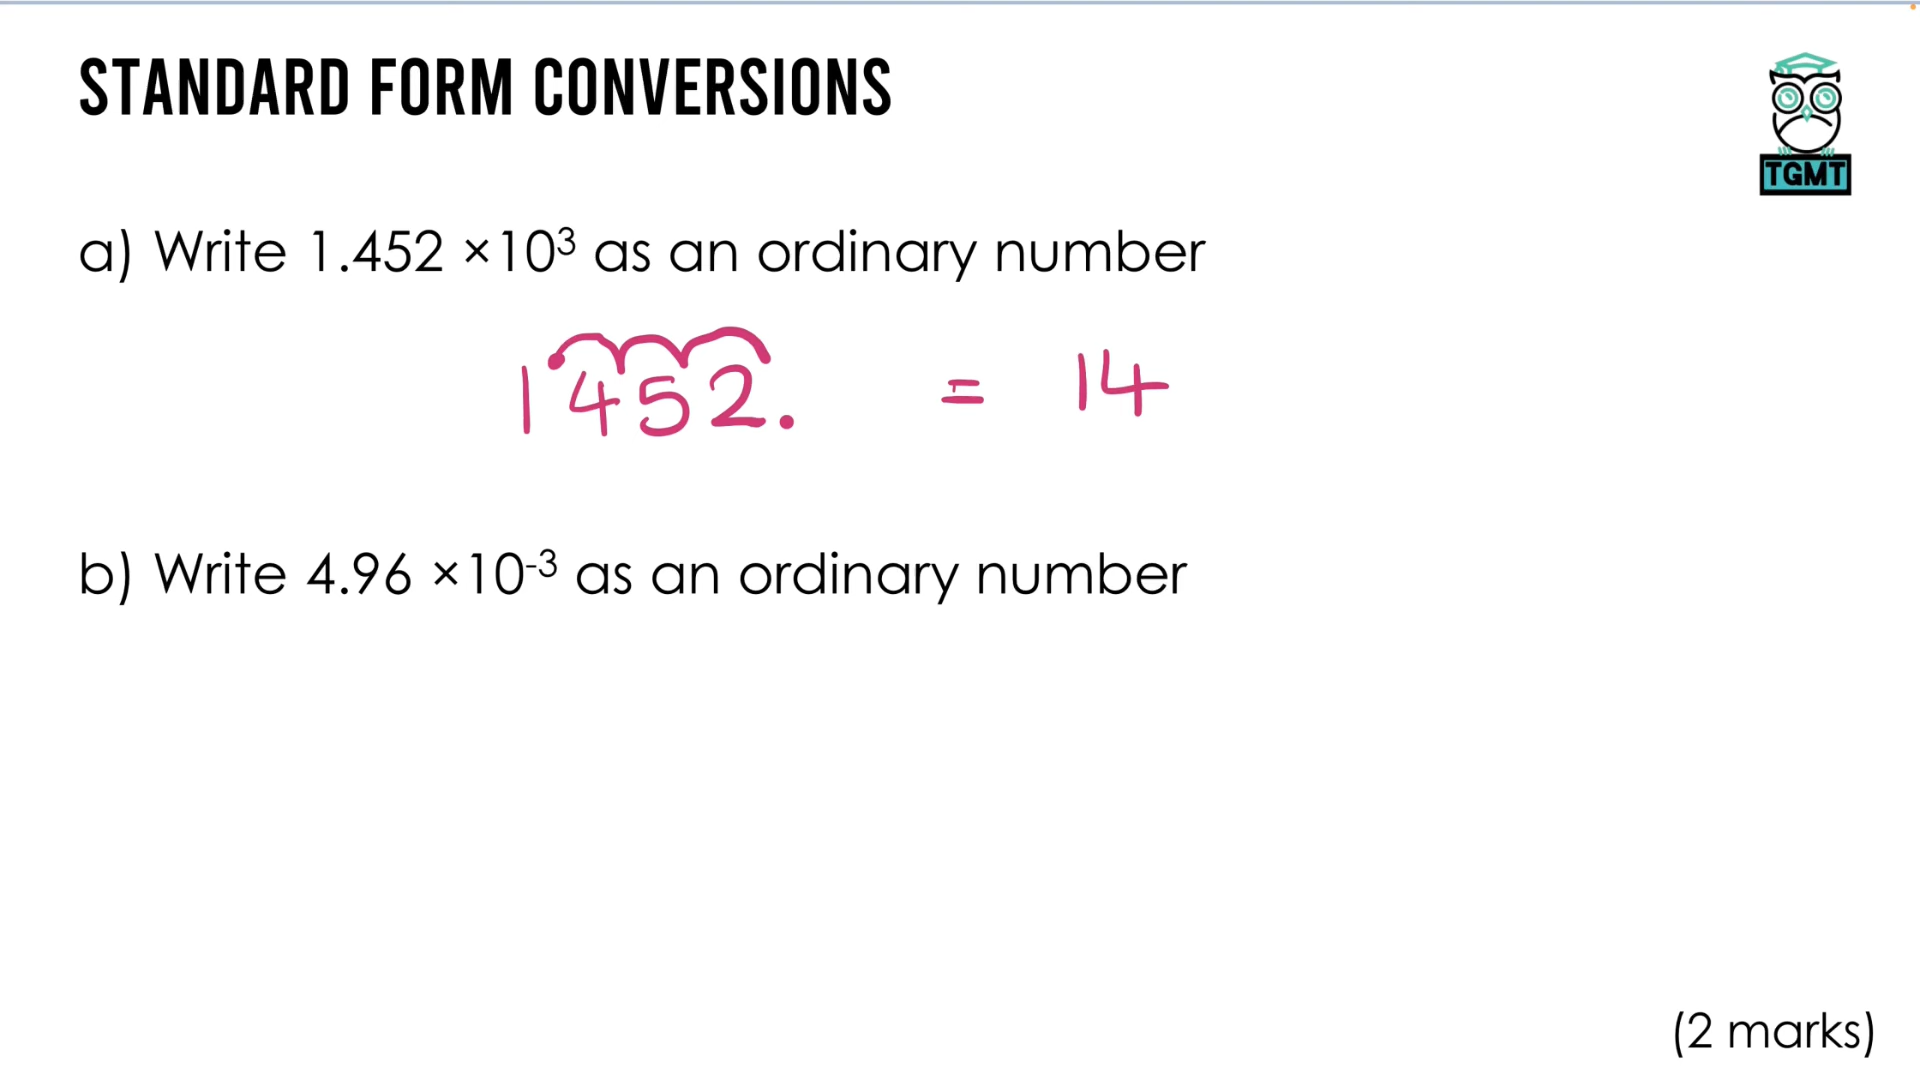 STANDARD FORM CONVERSIONS
TGMT
a) Write 1.452 ×10³ as an ordinary number
1452. = 14
b) Write 4.96 ×10⁻³ as an ordinary number
(2 marks)